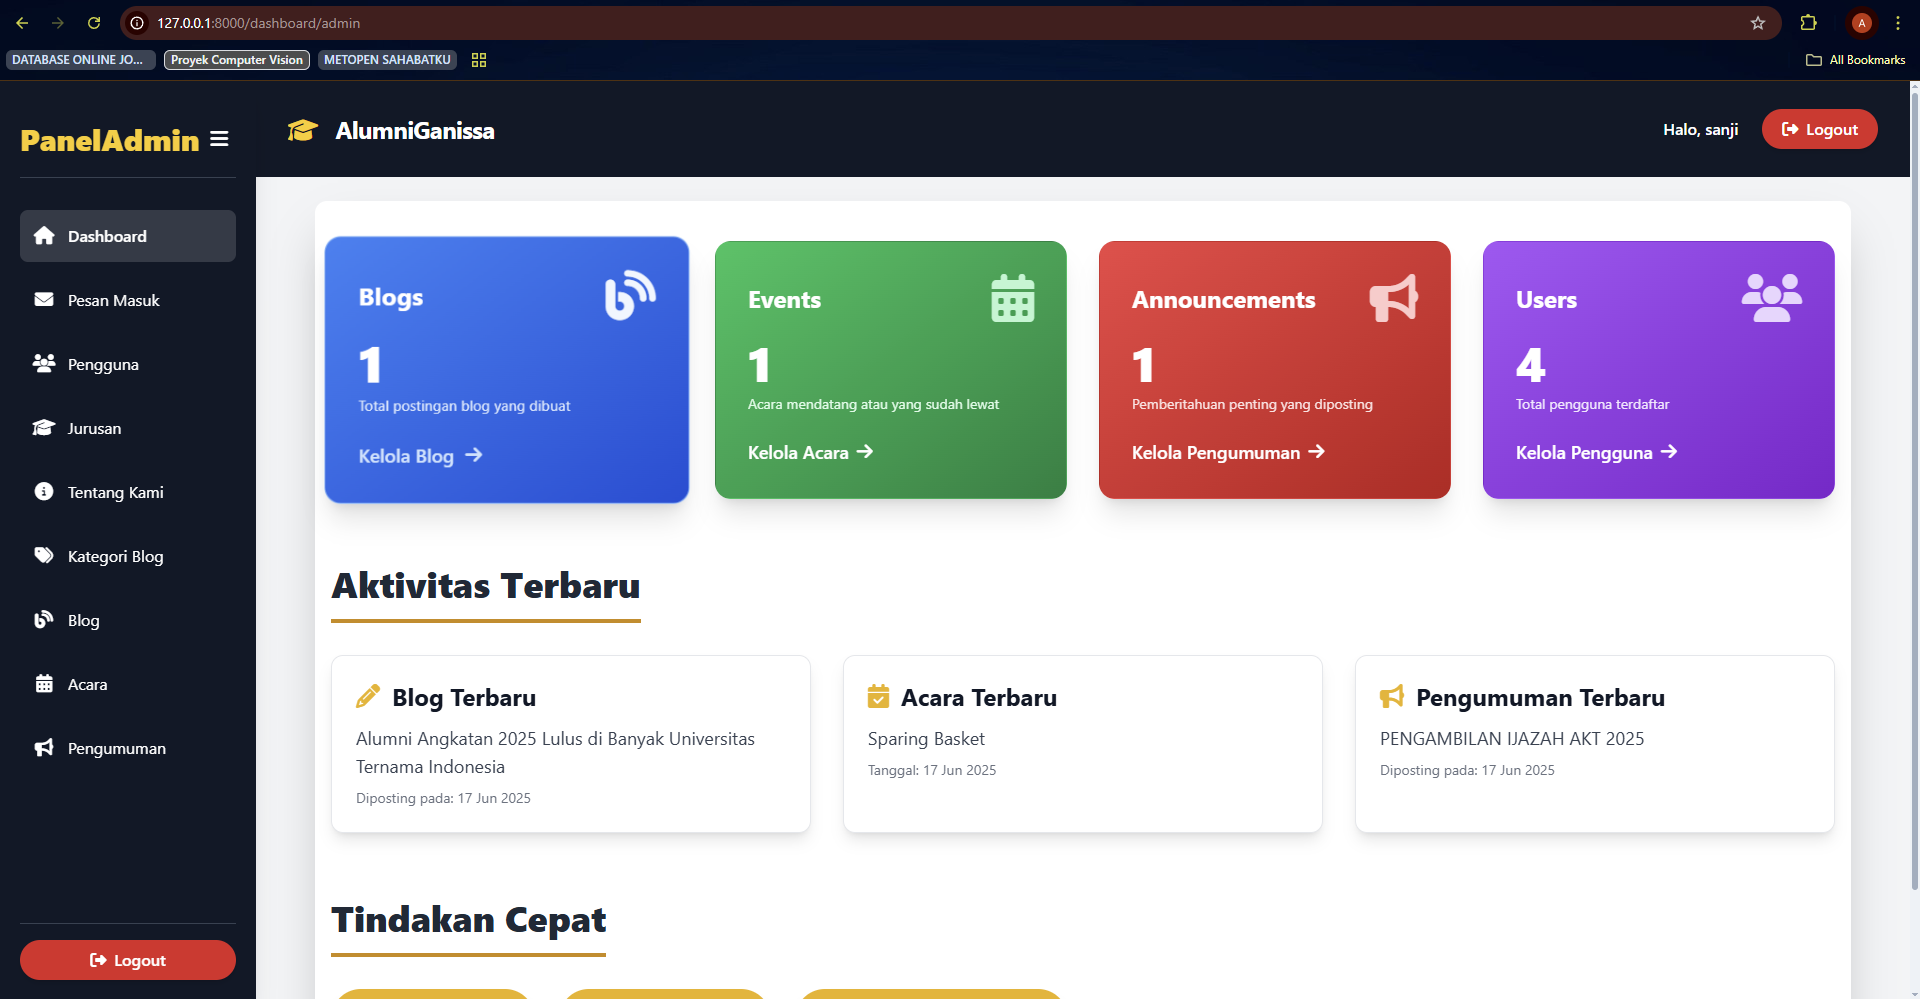 127.0.0.1:8000/dashboard/admin
A
DATABASE ONLINE JO...
Proyek Computer Vision
METOPEN SAHABATKU
All Bookmarks
PanelAdmin
AlumniGanissa
Halo, sanji
Logout
Dashboard
Pesan Masuk
Pengguna
Jurusan
Tentang Kami
Kategori Blog
Blog
Acara
Pengumuman
Logout
Blogs
1
Total postingan blog yang dibuat
Kelola Blog
Events
1
Acara mendatang atau yang sudah lewat
Kelola Acara
Announcements
1
Pemberitahuan penting yang diposting
Kelola Pengumuman
Users
4
Total pengguna terdaftar
Kelola Pengguna
Aktivitas Terbaru
Blog Terbaru
Alumni Angkatan 2025 Lulus di Banyak Universitas
Ternama Indonesia
Diposting pada: 17 Jun 2025
Acara Terbaru
Sparing Basket
Tanggal: 17 Jun 2025
Pengumuman Terbaru
PENGAMBILAN IJAZAH AKT 2025
Diposting pada: 17 Jun 2025
Tindakan Cepat